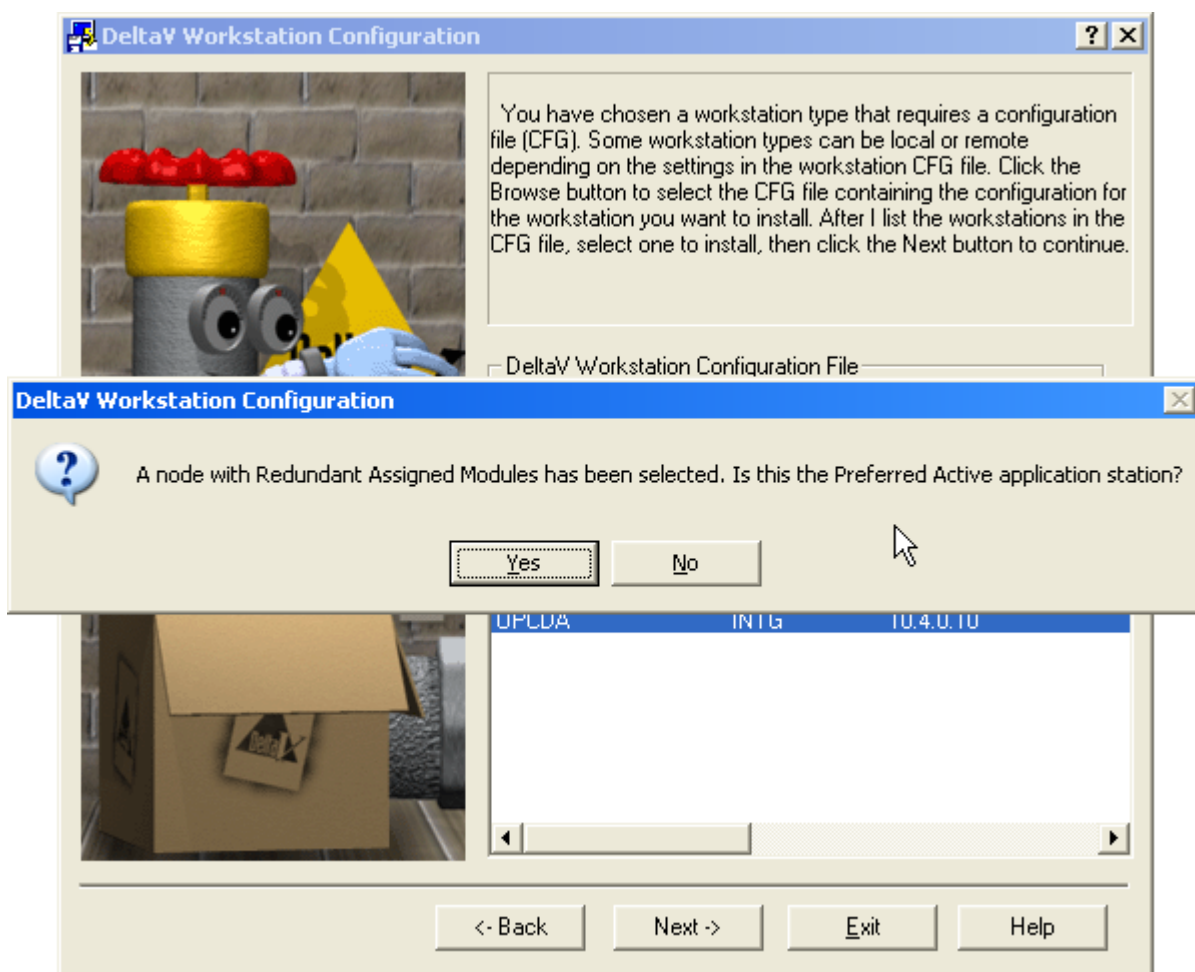 DeltaV Workstation Configuration
You have chosen a workstation type that requires a configuration
file (CFG). Some workstation types can be local or remote
depending on the settings in the workstation CFG file. Click the
Browse button to select the CFG file containing the configuration for
the workstation you want to install. After I list the workstations in the
CFG file, select one to install, then click the Next button to continue.
DeltaV Workstation Configuration File
DeltaV Workstation Configuration
A node with Redundant Assigned Modules has been selected. Is this the Preferred Active application station?
Yes No
OPCDA INTG 10.4.0.10
DeltaV
<- Back Next -> Exit Help